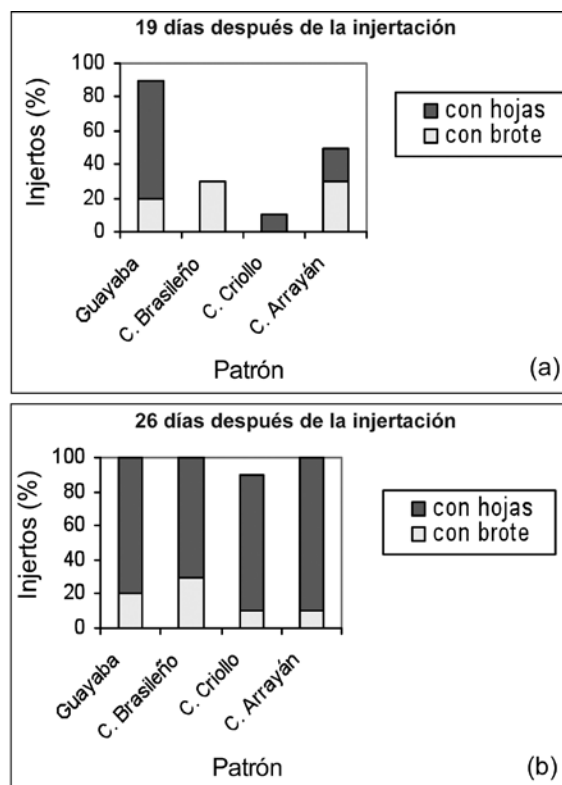 19 días después de la injertación
Injertos (%)
100
80
60
40
20
0
Guayaba
C. Brasileño
C. Criollo
C. Arrayán
Patrón
con hojas
con brote
(a)
26 días después de la injertación
Injertos (%)
100
80
60
40
20
0
Guayaba
C. Brasileño
C. Criollo
C. Arrayán
Patrón
con hojas
con brote
(b)